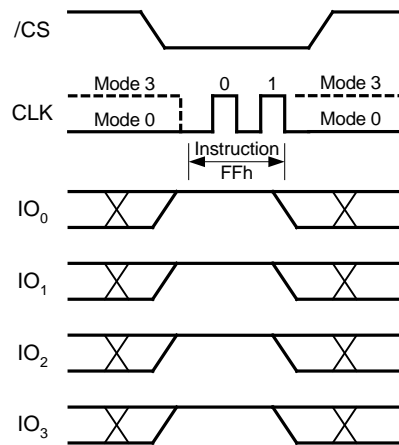 /CS
Mode 3 0 1 Mode 3
CLK
Mode 0 Mode 0
Instruction
FFh
IO₀
IO₁
IO₂
IO₃